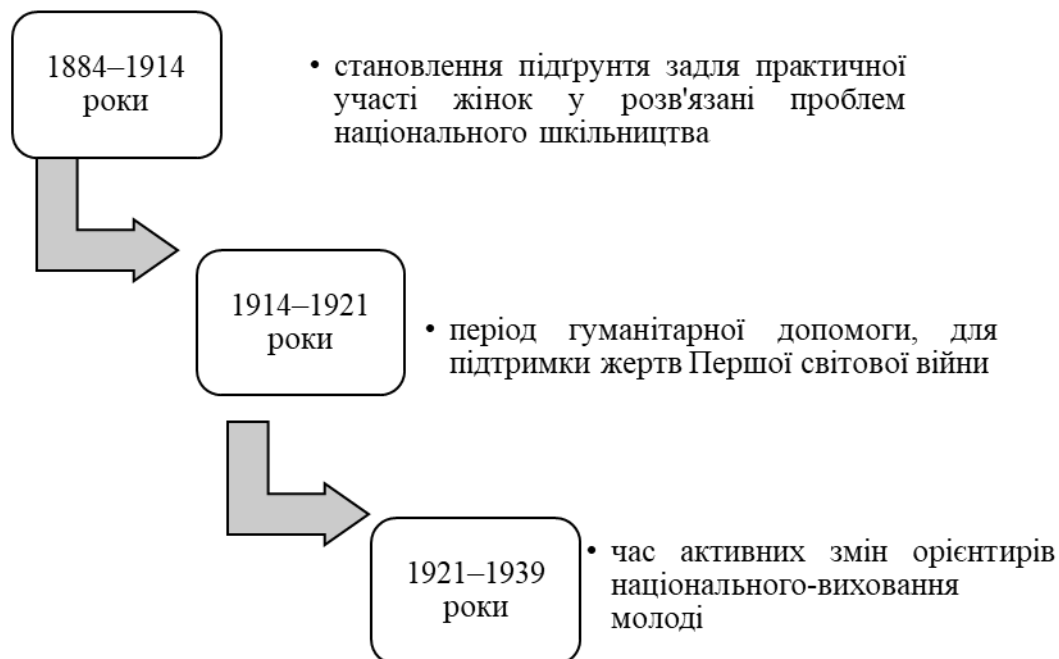 1884–1914
роки
• становлення підґрунтя задля практичної
участі жінок у розв'язані проблем
національного шкільництва
1914–1921
роки
• період гуманітарної допомоги, для
підтримки жертв Першої світової війни
1921–1939
роки
• час активних змін орієнтирів
національного-виховання
молоді